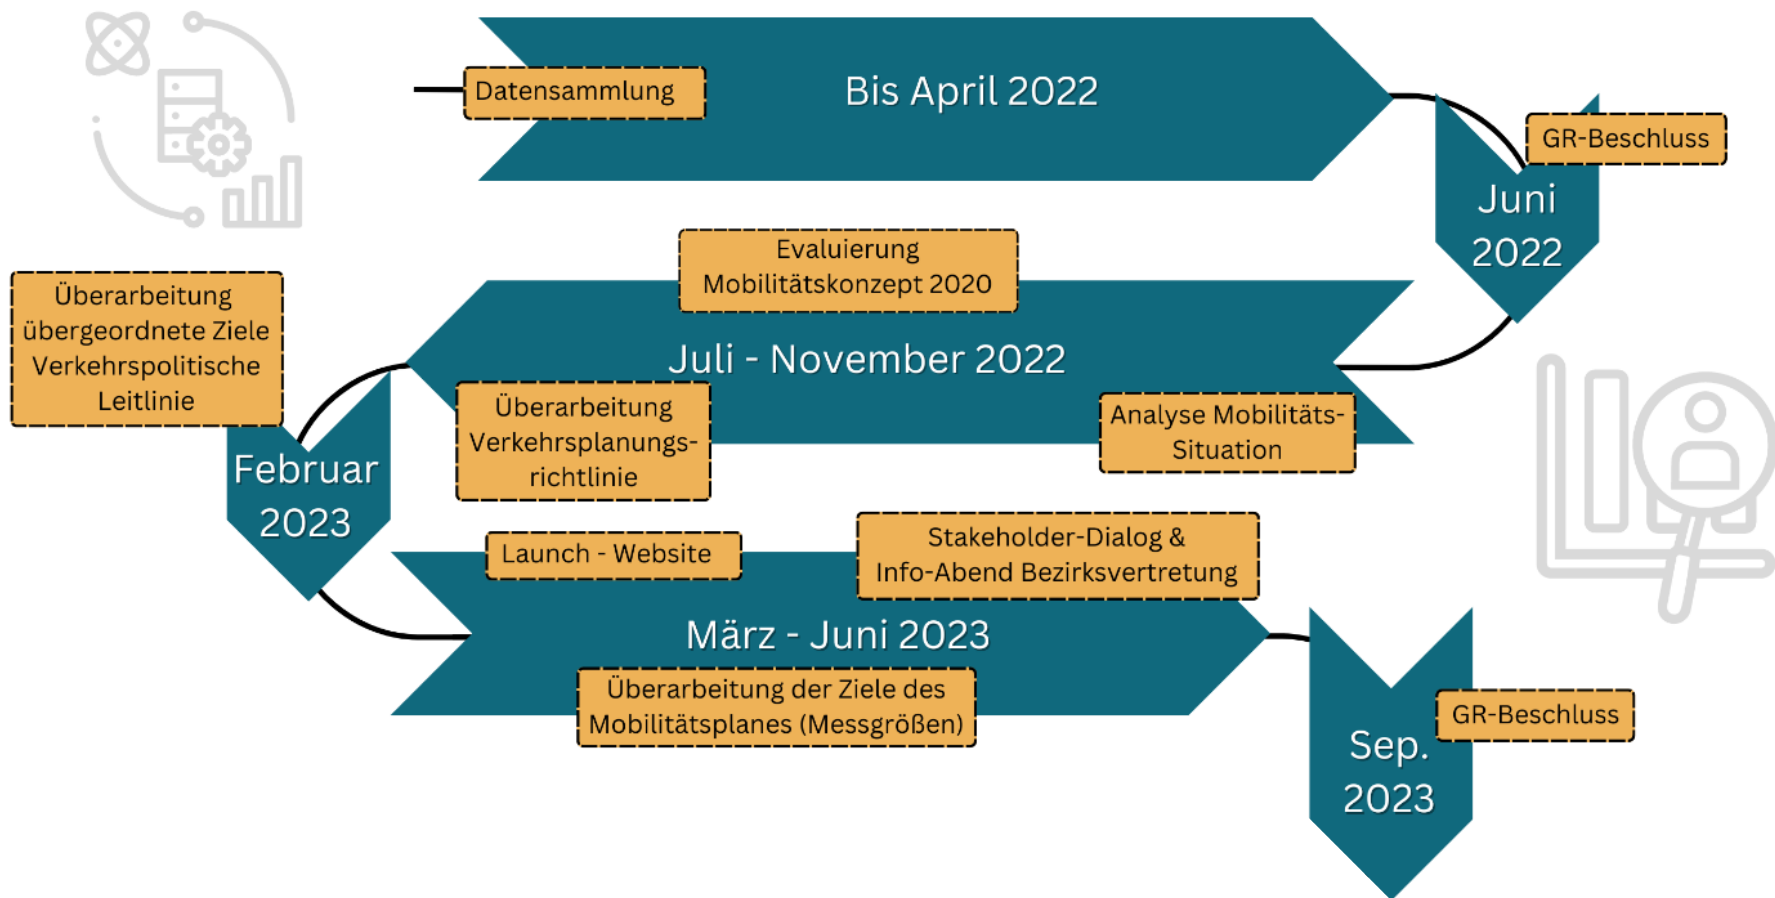 Datensammlung
Bis April 2022
GR-Beschluss
Juni
2022
Evaluierung
Mobilitätskonzept 2020
Juli - November 2022
Analyse Mobilitäts-
Situation
Überarbeitung
Verkehrsplanungs-
richtlinie
Überarbeitung
übergeordnete Ziele
Verkehrspolitische
Leitlinie
Februar
2023
Launch - Website
Stakeholder-Dialog &
Info-Abend Bezirksvertretung
März - Juni 2023
Überarbeitung der Ziele des
Mobilitätsplanes (Messgrößen)
GR-Beschluss
Sep.
2023